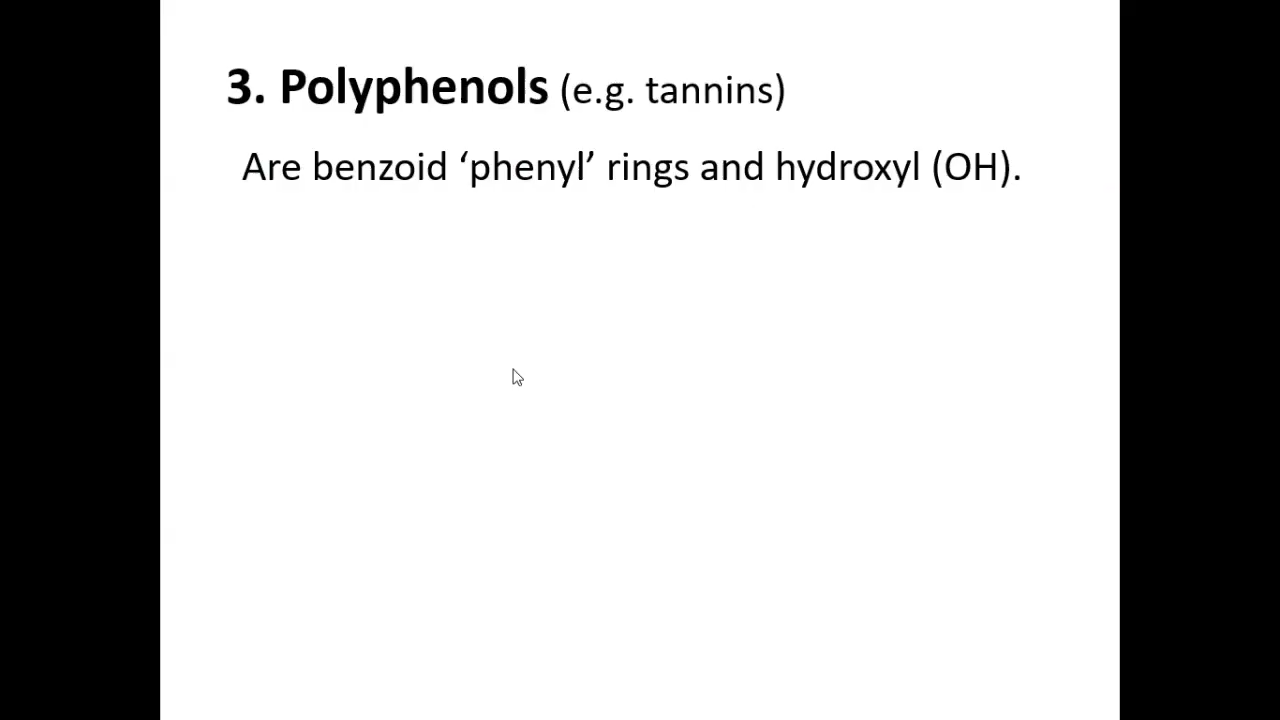 3. Polyphenols (e.g. tannins)
Are benzoid ‘phenyl’ rings and hydroxyl (OH).